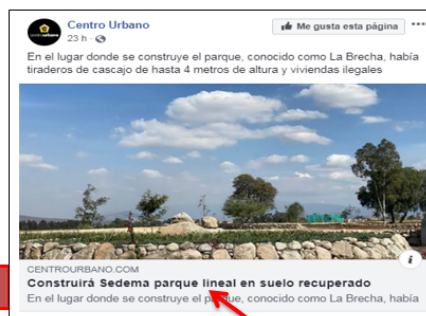 Centro Urbano
Me gusta esta página
23 h
En el lugar donde se construye el parque, conocido como La Brecha, había
tiraderos de cascajo de hasta 4 metros de altura y viviendas ilegales
CENTROURBANO.COM
Construirá Sedema parque lineal en suelo recuperado
En el lugar donde se construye el parque, conocido como La Brecha, había